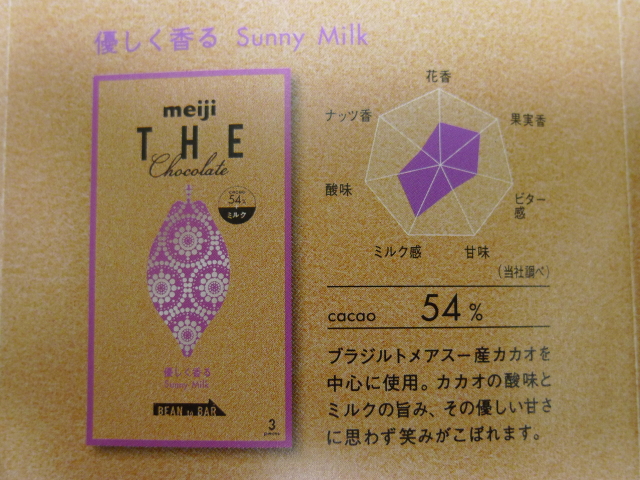 優しく香る Sunny Milk
meiji
THE
Chocolate
cacao
54%
ミルク
優しく香る
Sunny Milk
BEAN to BAR
3
花香
ナッツ香
果実香
酸味
ビター
感
ミルク感
甘味
(当社調べ)
cacao 54%
ブラジルトメアスー産カカオを
中心に使用。カカオの酸味と
ミルクの旨み、その優しい甘さ
に思わず笑みがこぼれます。